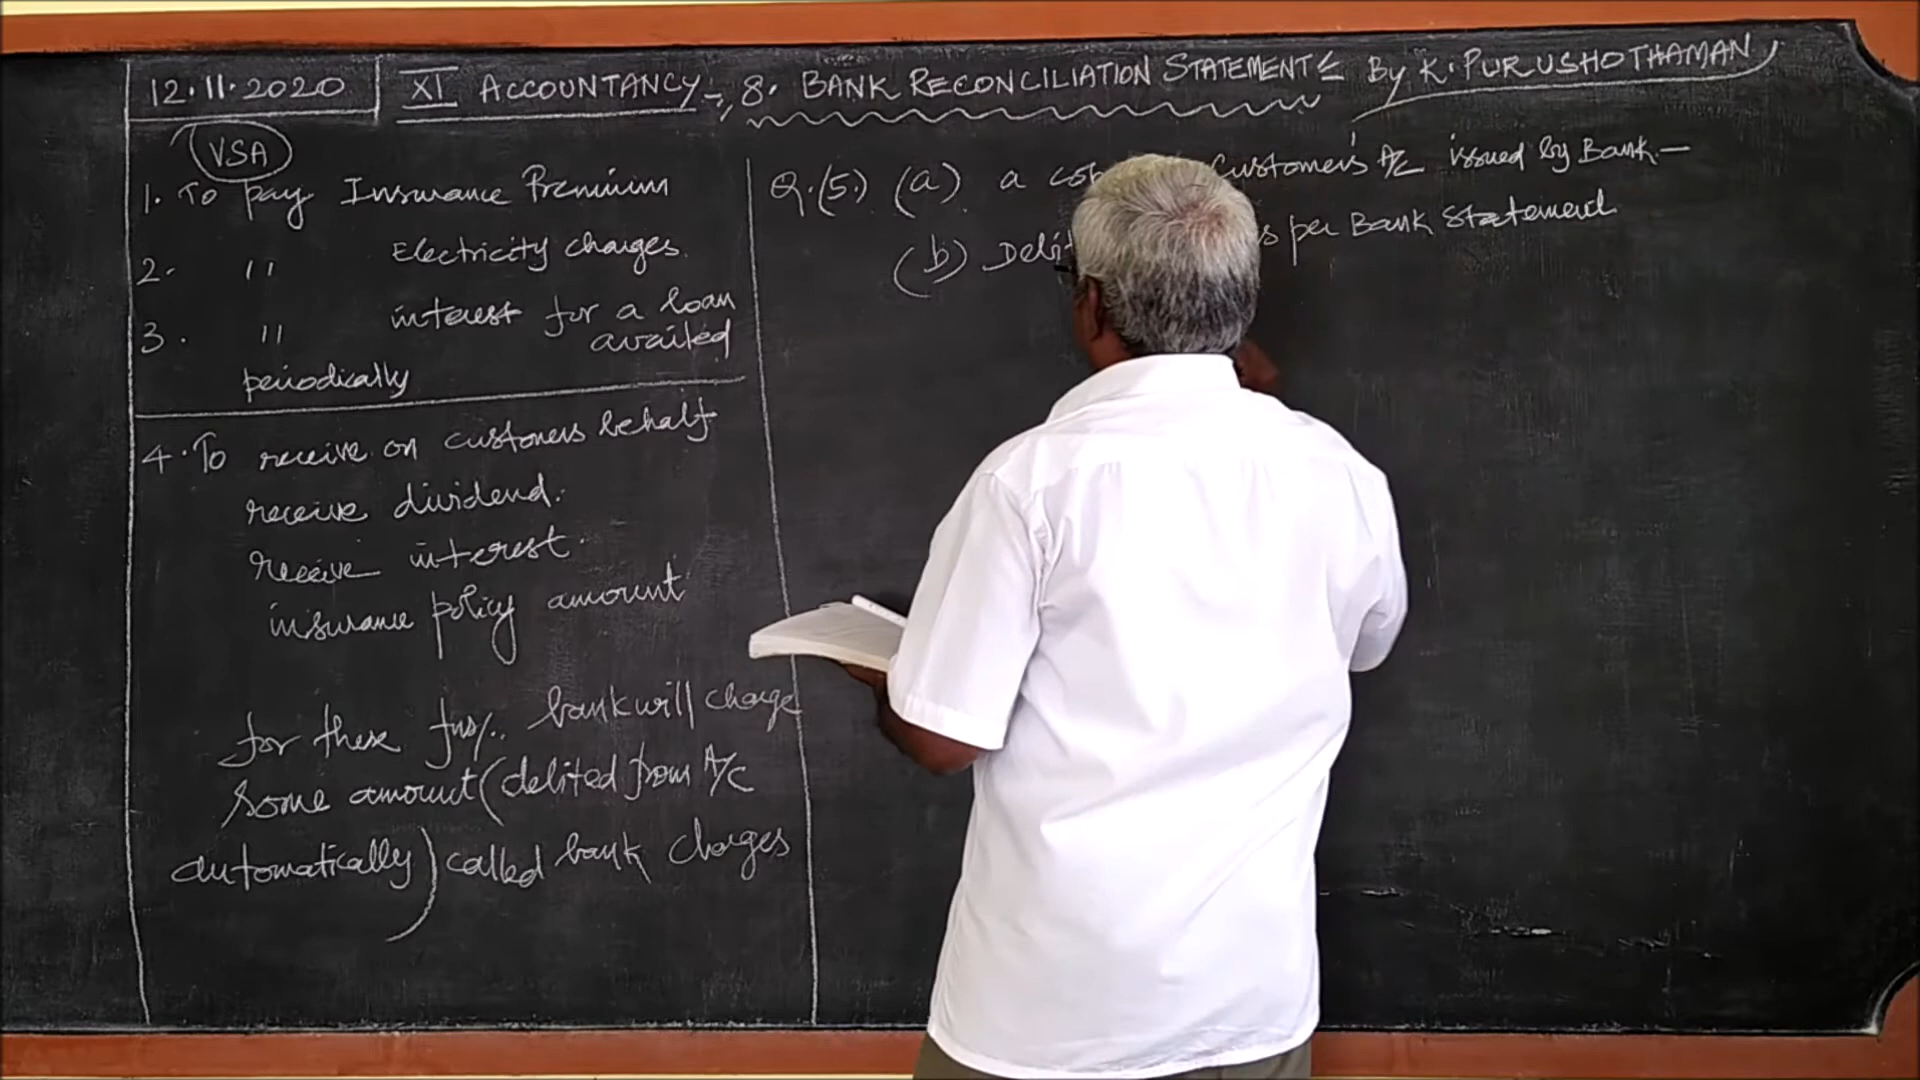 12.11.2020 XI ACCOUNTANCY:- 8. BANK RECONCILIATION STATEMENT By K. PURUSHOTHAMAN
VSA
1. To pay Insurance Premium
2. " Electricity charges
3. " interest for a loan
availed
periodically
4. To receive on customers behalf
receive dividend.
receive interest.
insurance policy amount
for these fns/.. bank will charge
some amount (debited from A/c
automatically) called bank charges
Q.(5.) (a) a customer's A/c issued by Bank—
(b) per Bank Statement